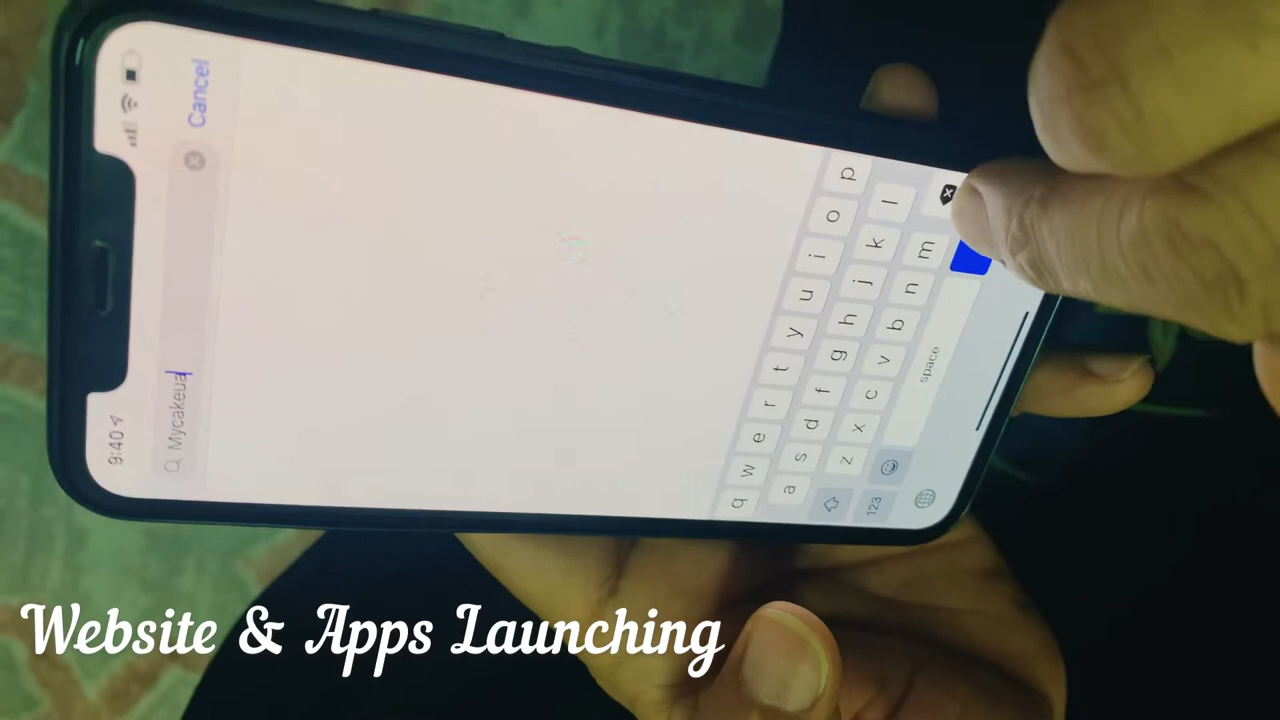 9:40
Cancel
Mycakeua
q w e r t y u i o p
a s d f g h j k l
z x c v b n m
123
space
Website & Apps Launching